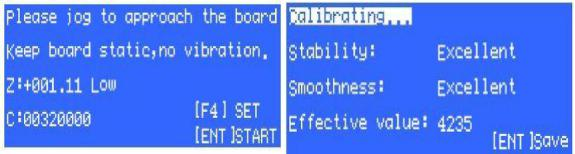 Please jog to approach the board
Keep board static,no vibration.
Z:+001.11 Low
C:00320000
[F4] SET
[ENT]START
Calibrating...
Stability: Excellent
Smoothness: Excellent
Effective value: 4235
[ENT]Save